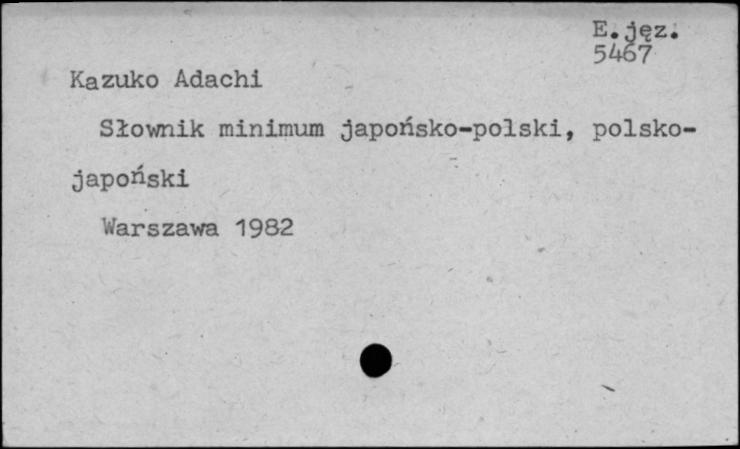 E.jęz.
5467
Kazuko Adachi
Słownik minimum japońsko-polski, polsko-
japoński
Warszawa 1982